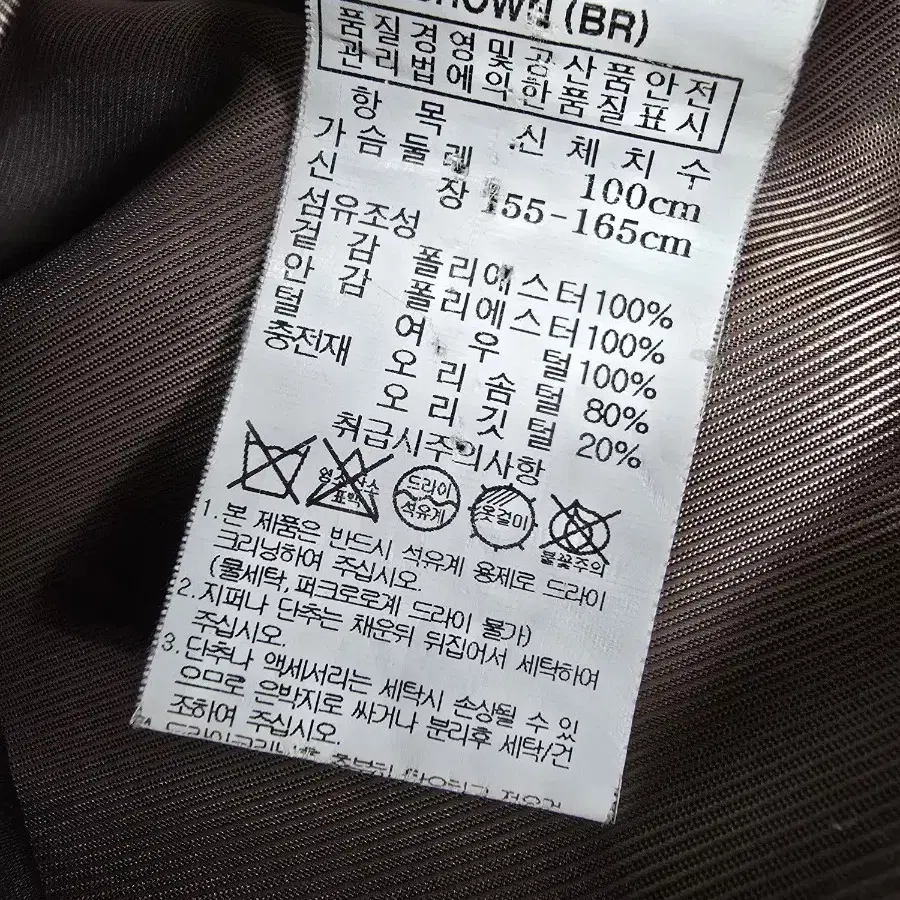 BROWN (BR)
품질경영및공산품안전
관리법에의한품질표시
항 목 신 체 치 수
가슴둘레 100cm
신 장 155-165cm
섬유조성
겉 감 폴리에스터 100%
안 감 폴리에스터 100%
털 여 우 털 100%
충전재 오 리 솜 털 80%
오 리 깃 털 20%
취급시주의사항
염소산소 표백
드라이 석유계
옷걸이
불꽃주의
1. 본 제품은 반드시 석유계 용제로 드라이
크리닝하여 주십시오.
(물세탁,퍼크로로계 드라이 불가)
2. 지퍼나 단추는 채운뒤 뒤집어서 세탁하여
주십시오.
3. 단추나 액세서리는 세탁시 손상될 수 있
으므로 은박지로 싸거나 분리후 세탁/건
조하여 주십시오.